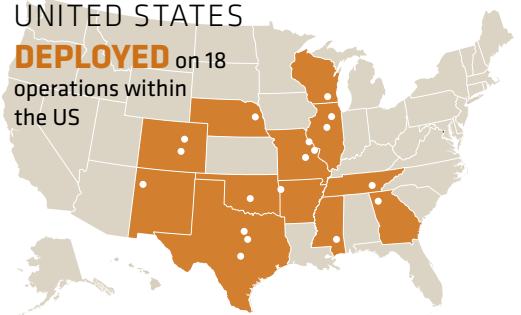 UNITED STATES
DEPLOYED on 18
operations within
the US